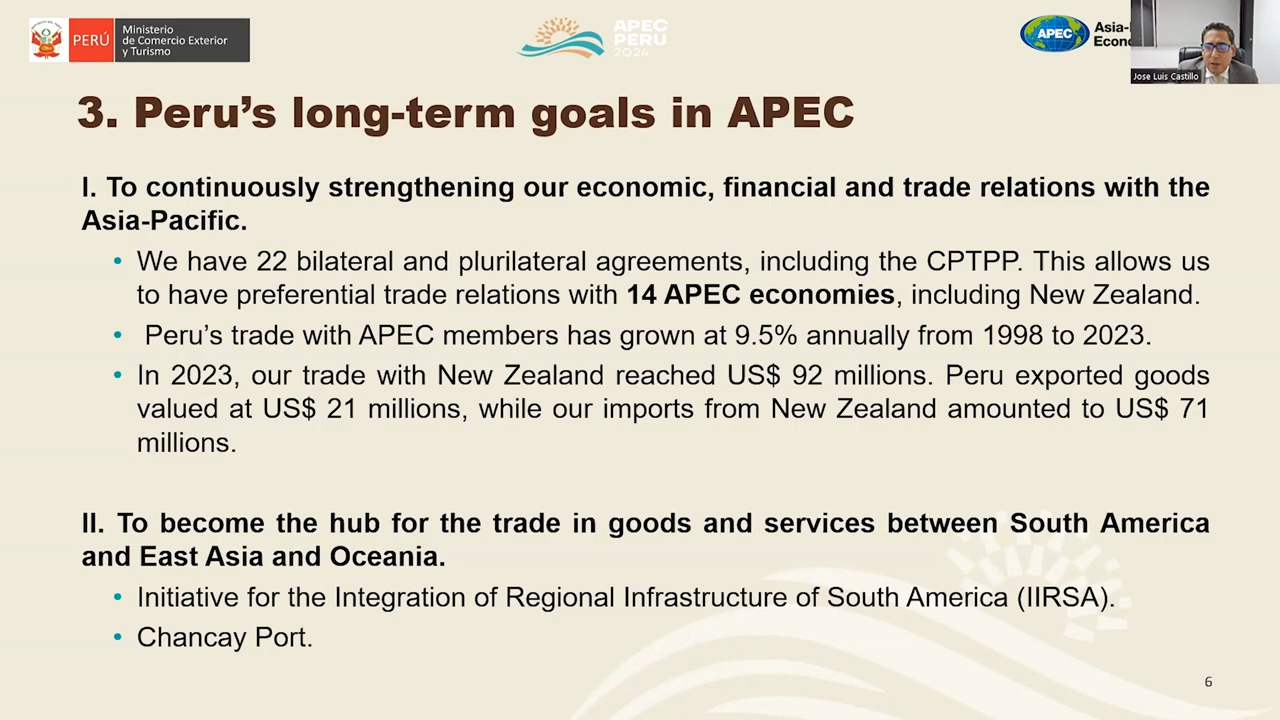 PERÚ
Ministerio
de Comercio Exterior
y Turismo
APEC
PERU
2024
APEC
Jose Luis Castillo
3. Peru's long-term goals in APEC
I. To continuously strengthening our economic, financial and trade relations with the
Asia-Pacific.
• We have 22 bilateral and plurilateral agreements, including the CPTPP. This allows us
to have preferential trade relations with 14 APEC economies, including New Zealand.
• Peru's trade with APEC members has grown at 9.5% annually from 1998 to 2023.
• In 2023, our trade with New Zealand reached US$ 92 millions. Peru exported goods
valued at US$ 21 millions, while our imports from New Zealand amounted to US$ 71
millions.
II. To become the hub for the trade in goods and services between South America
and East Asia and Oceania.
• Initiative for the Integration of Regional Infrastructure of South America (IIRSA).
• Chancay Port.
6